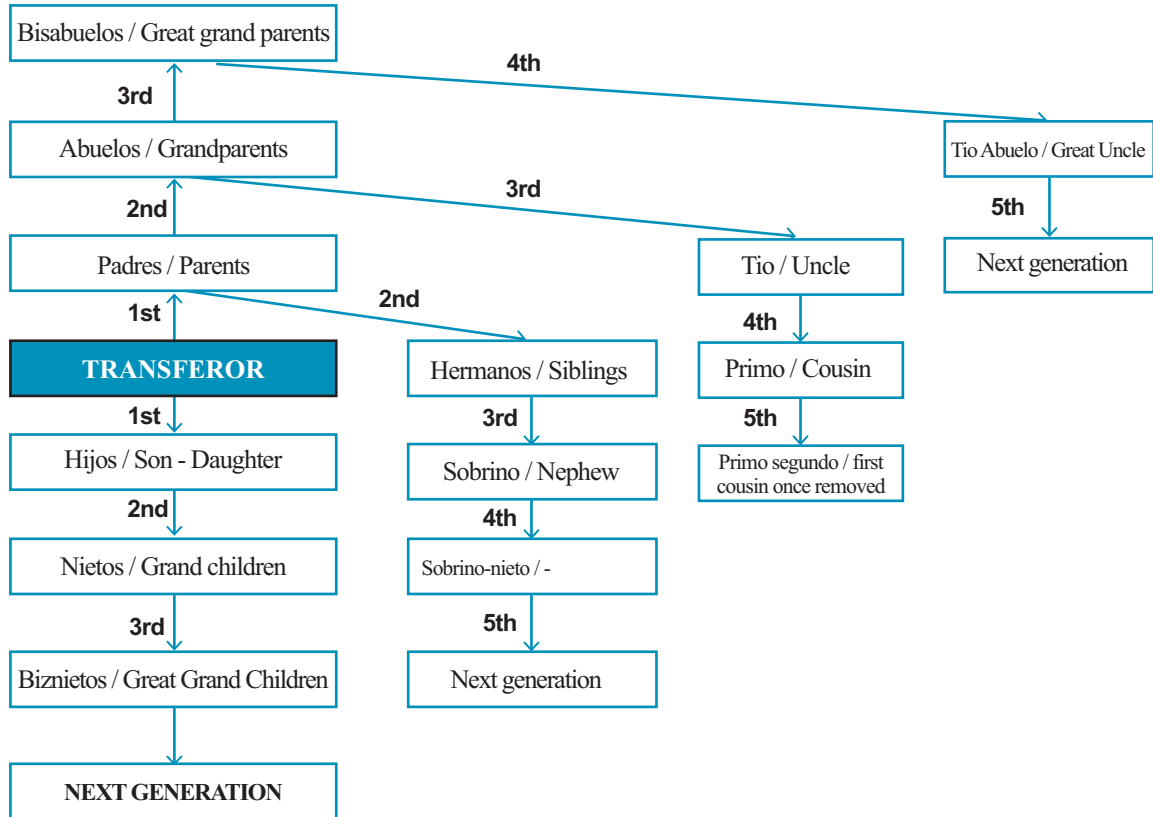 Bisabuelos / Great grand parents
4th
3rd
Abuelos / Grandparents
Tio Abuelo / Great Uncle
3rd
2nd
5th
Padres / Parents
Tio / Uncle
Next generation
2nd
1st
4th
TRANSFEROR
Hermanos / Siblings
Primo / Cousin
1st
3rd
5th
Hijos / Son - Daughter
Sobrino / Nephew
Primo segundo / first
cousin once removed
2nd
4th
Nietos / Grand children
Sobrino-nieto / -
3rd
5th
Biznietos / Great Grand Children
Next generation
NEXT GENERATION